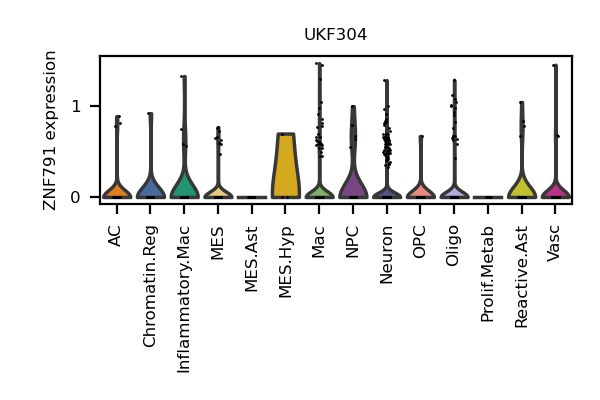 UKF304
ZNF791 expression
1
0
AC
Chromatin.Reg
Inflammatory.Mac
MES
MES.Ast
MES.Hyp
Mac
NPC
Neuron
OPC
Oligo
Prolif.Metab
Reactive.Ast
Vasc